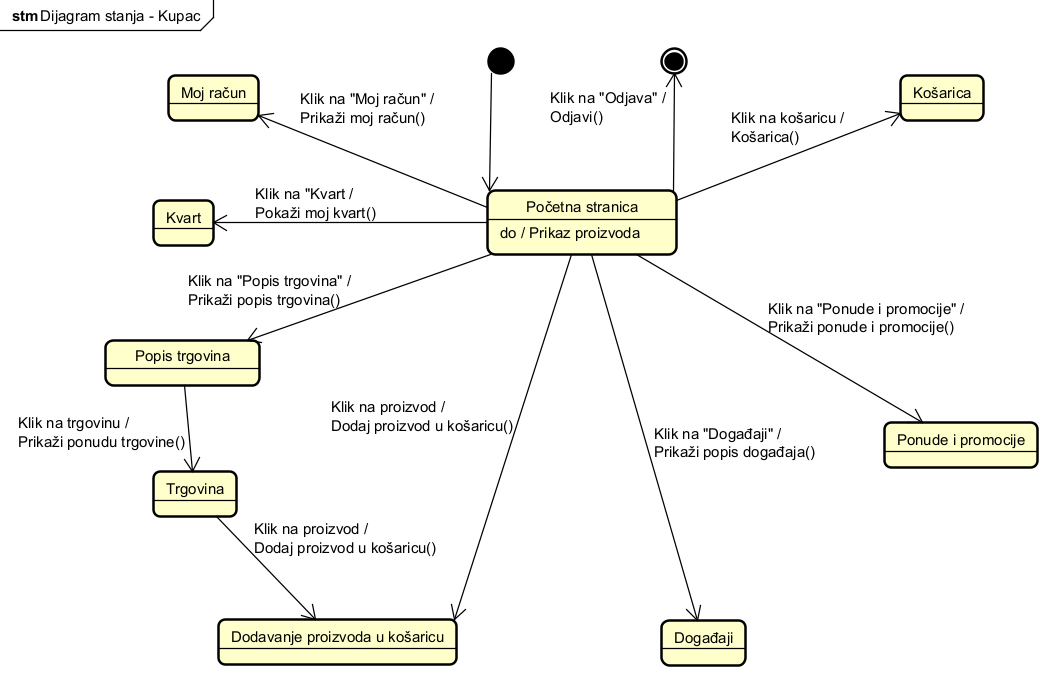 stm Dijagram stanja - Kupac
Moj račun
Klik na "Moj račun" /
Prikaži moj račun()
Klik na "Odjava" /
Odjavi()
Klik na košaricu /
Košarica()
Košarica
Kvart
Klik na "Kvart /
Pokaži moj kvart()
Početna stranica
do / Prikaz proizvoda
Klik na "Popis trgovina" /
Prikaži popis trgovina()
Klik na "Ponude i promocije" /
Prikaži ponude i promocije()
Popis trgovina
Klik na trgovinu /
Prikaži ponudu trgovine()
Klik na proizvod /
Dodaj proizvod u košaricu()
Klik na "Događaji" /
Prikaži popis događaja()
Ponude i promocije
Trgovina
Klik na proizvod /
Dodaj proizvod u košaricu()
Dodavanje proizvoda u košaricu
Događaji